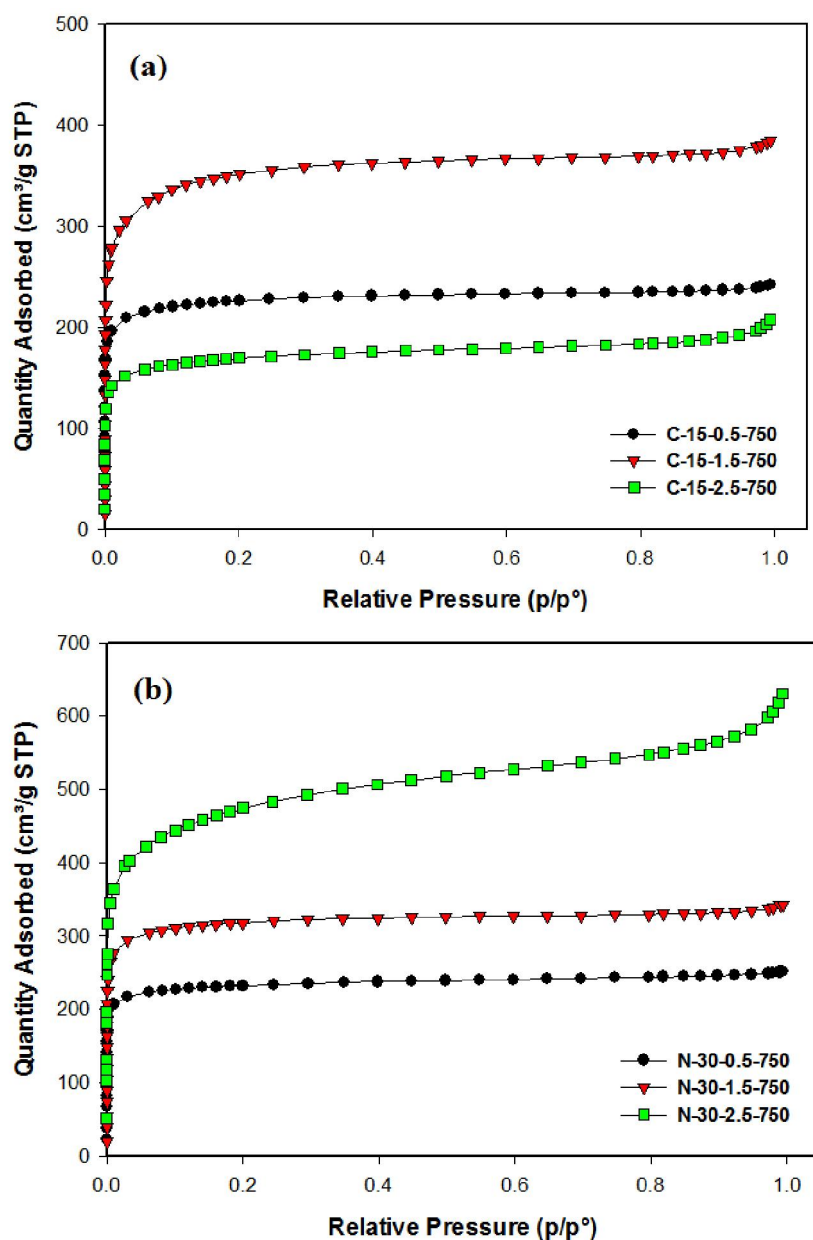 (a)
Quantity Adsorbed (cm³/g STP)
500
400
300
200
100
0
C-15-0.5-750
C-15-1.5-750
C-15-2.5-750
0.0 0.2 0.4 0.6 0.8 1.0
Relative Pressure (p/p°)
(b)
Quantity Adsorbed (cm³/g STP)
700
600
500
400
300
200
100
0
N-30-0.5-750
N-30-1.5-750
N-30-2.5-750
0.0 0.2 0.4 0.6 0.8 1.0
Relative Pressure (p/p°)